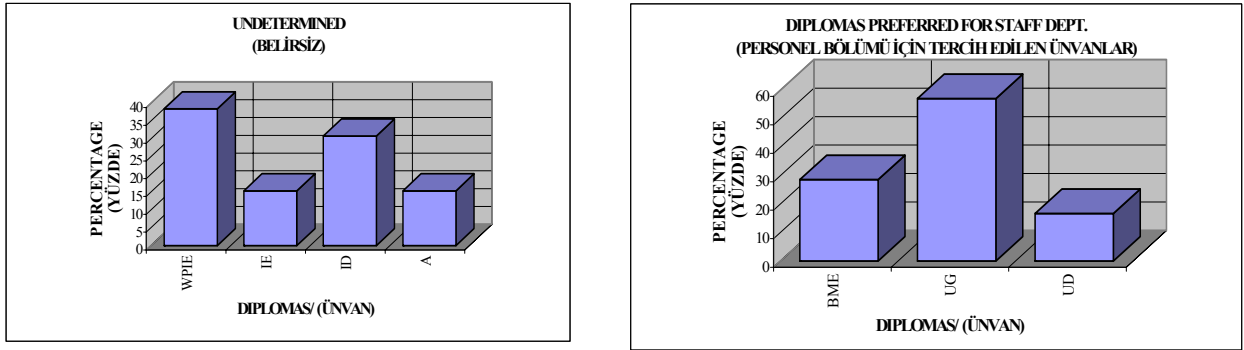 UNDETERMINED
(BELİRSİZ)
40
35
30
25
20
15
10
5
0
PERCENTAGE
(YÜZDE)
WPIE
IE
ID
A
DIPLOMAS/ (ÜNVAN)
DIPLOMAS PREFERRED FOR STAFF DEPT.
(PERSONEL BÖLÜMÜ İÇİN TERCİH EDİLEN ÜNVANLAR)
60
50
40
30
20
10
0
PERCENTAGE
(YÜZDE)
BME
UG
UD
DIPLOMAS/ (ÜNVAN)